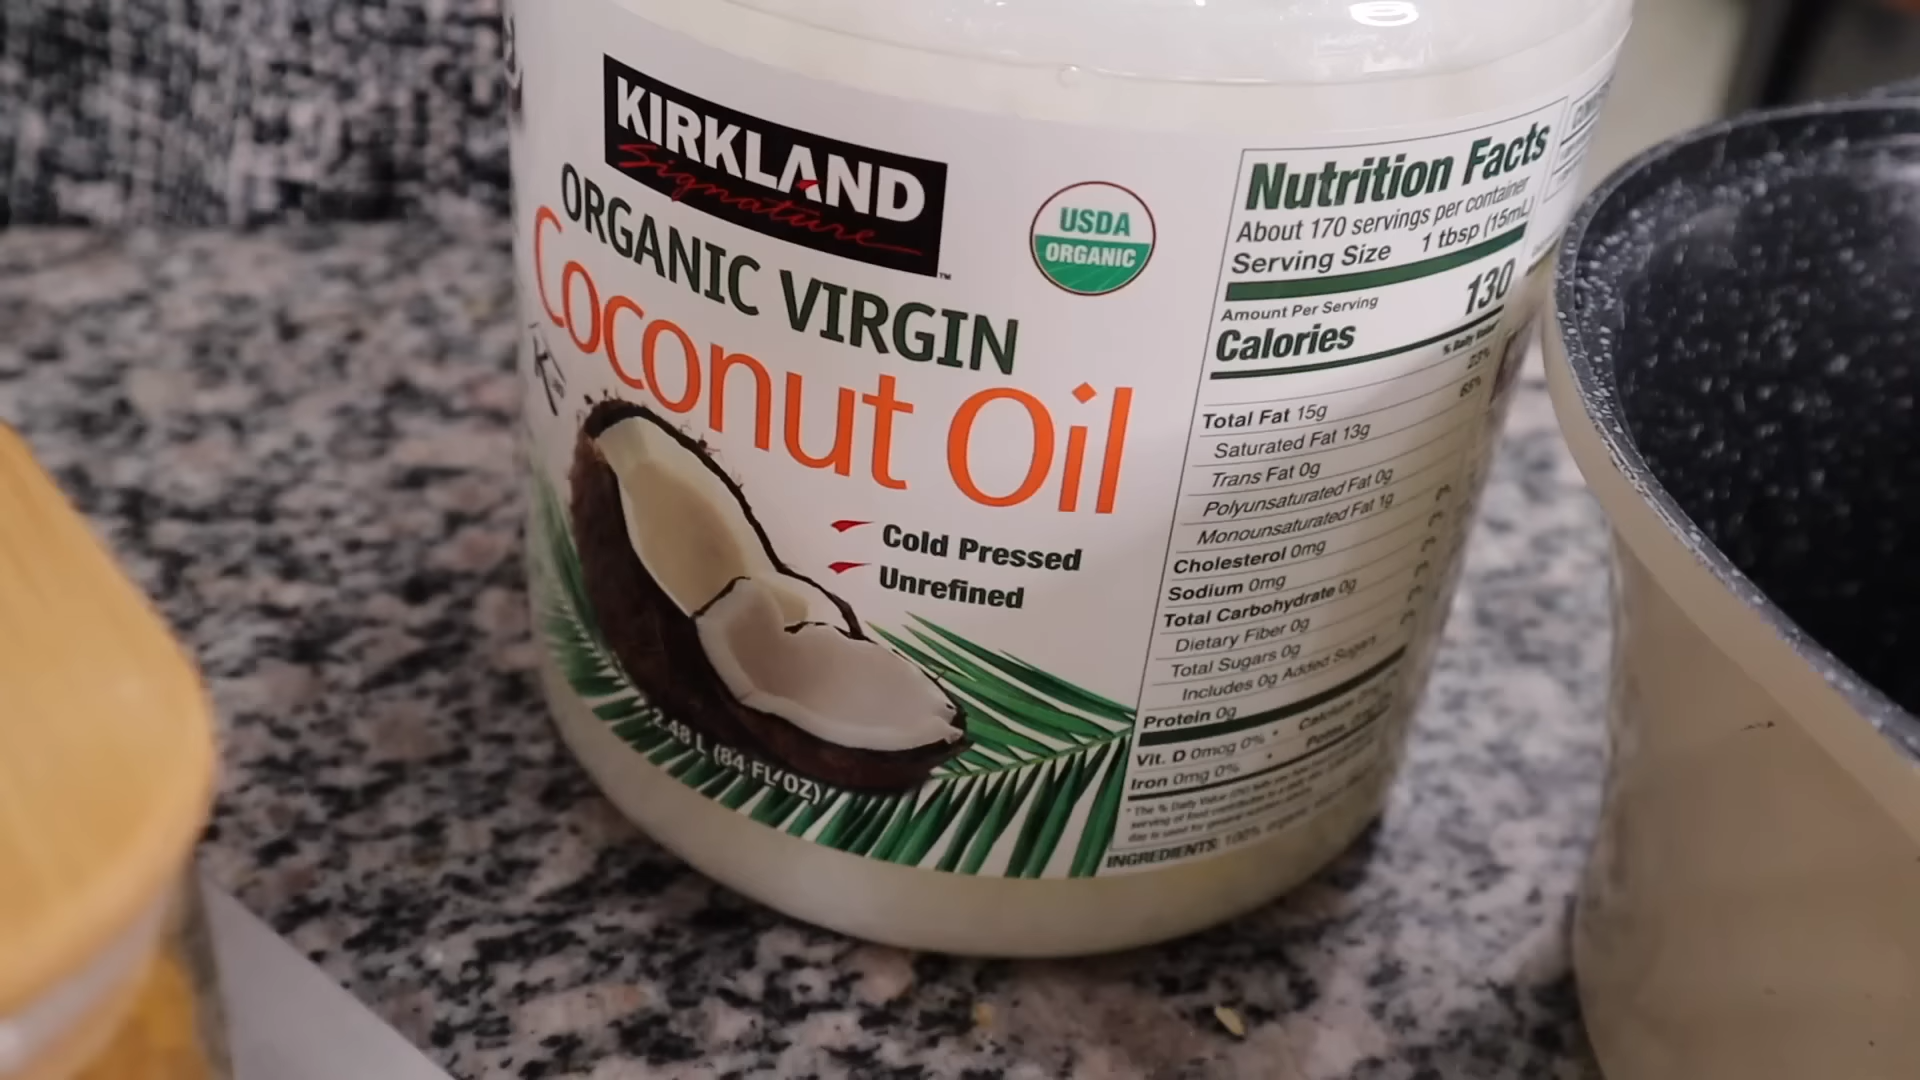 KIRKLAND
Signature™
ORGANIC VIRGIN
Coconut Oil
USDA
ORGANIC
Cold Pressed
Unrefined
2.48 L (84 FL OZ)
Nutrition Facts
About 170 servings per container
Serving Size 1 tbsp (15mL)
Amount Per Serving
Calories 130
% Daily Value*
Total Fat 15g
Saturated Fat 13g
Trans Fat 0g
Polyunsaturated Fat 0g
Monounsaturated Fat 1g
Cholesterol 0mg
Sodium 0mg
Total Carbohydrate 0g
Dietary Fiber 0g
Total Sugars 0g
Includes 0g Added Sugars
Protein 0g
Vit. D 0mcg 0% • Calcium
Iron 0mg 0% •
INGREDIENTS: 100%